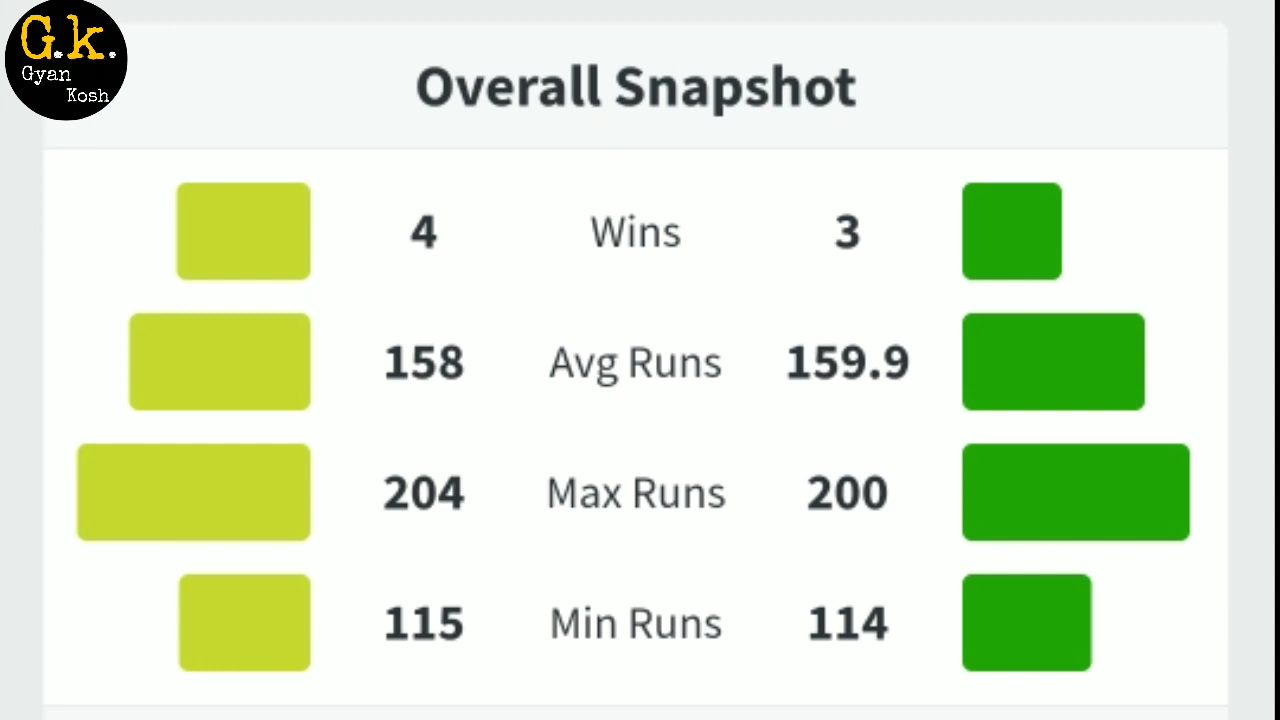 G.k.
Gyan
Kosh
Overall Snapshot
4 Wins 3
158 Avg Runs 159.9
204 Max Runs 200
115 Min Runs 114